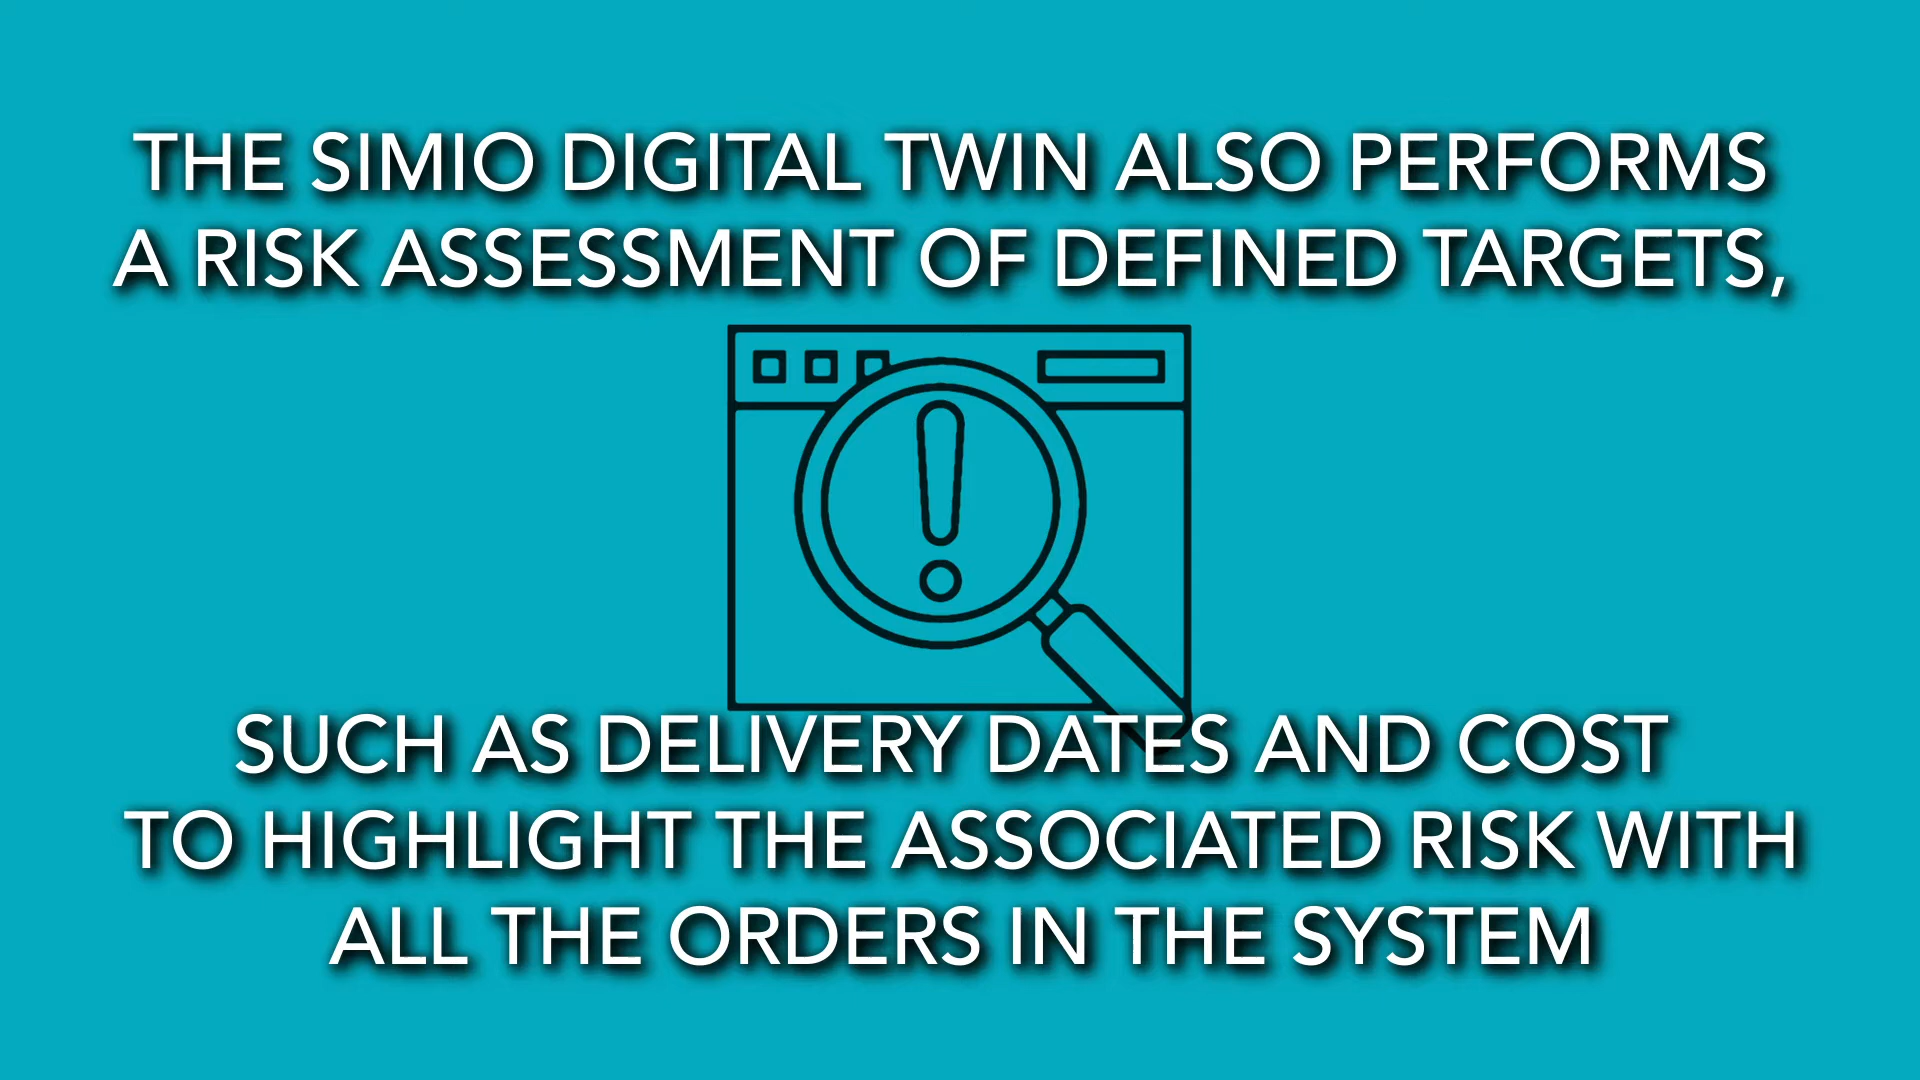 THE SIMIO DIGITAL TWIN ALSO PERFORMS
A RISK ASSESSMENT OF DEFINED TARGETS,
SUCH AS DELIVERY DATES AND COST
TO HIGHLIGHT THE ASSOCIATED RISK WITH
ALL THE ORDERS IN THE SYSTEM